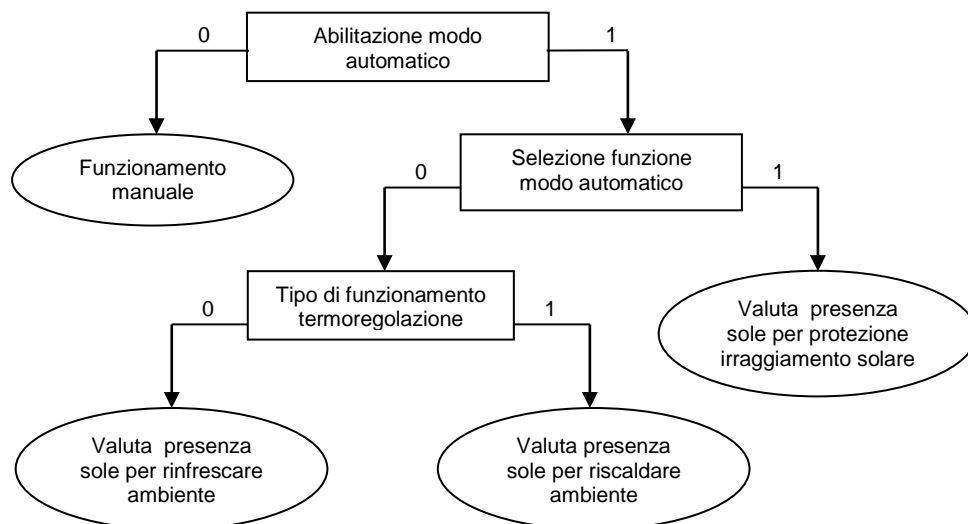 0
Abilitazione modo
automatico
1
Funzionamento
manuale
0
Selezione funzione
modo automatico
1
0
Tipo di funzionamento
termoregolazione
1
Valuta presenza
sole per protezione
irraggiamento solare
Valuta presenza
sole per rinfrescare
ambiente
Valuta presenza
sole per riscaldare
ambiente